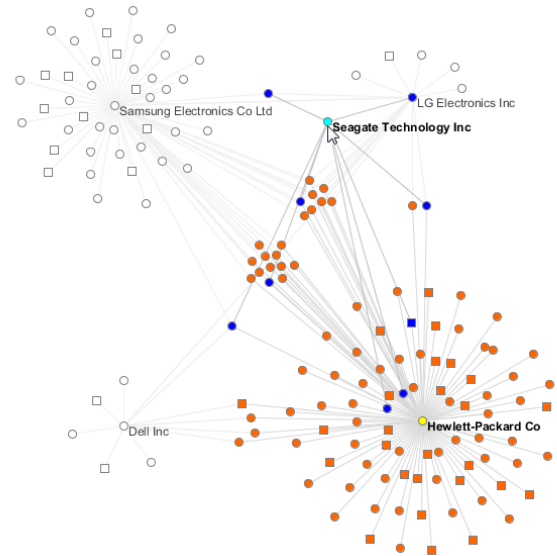 LG Electronics Inc
Samsung Electronics Co Ltd
Seagate Technology Inc
Hewlett-Packard Co
Dell Inc